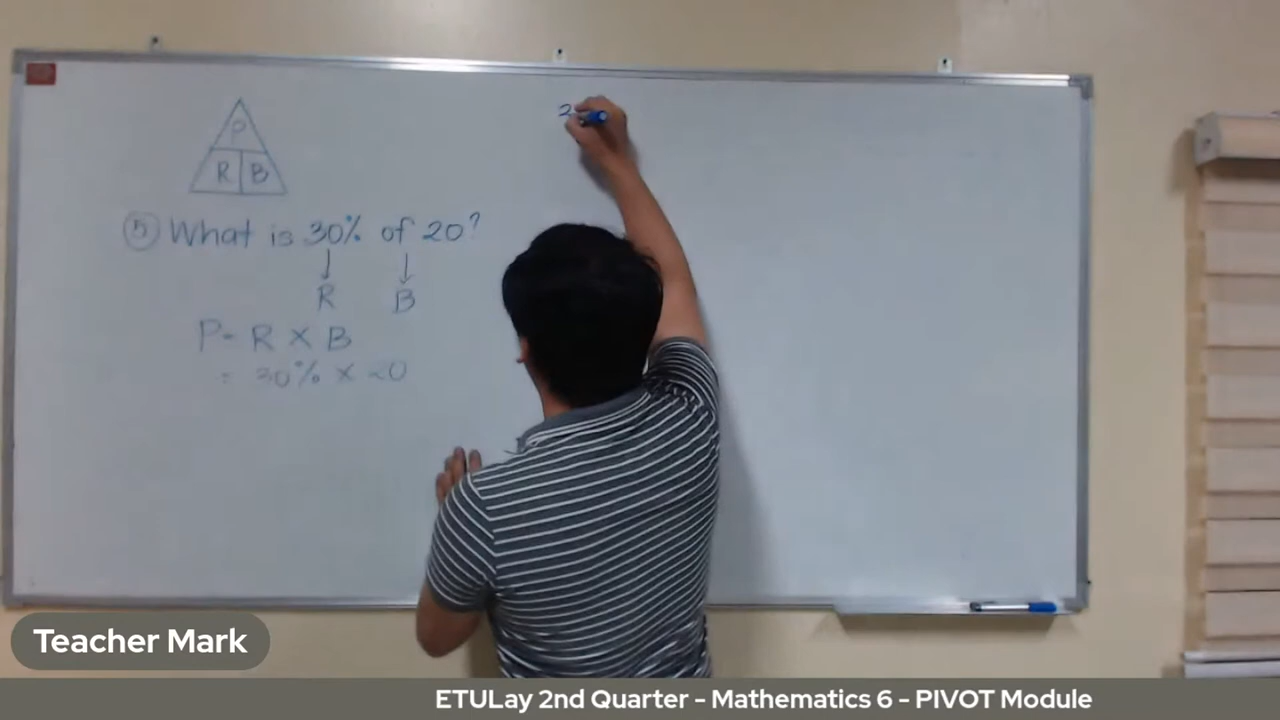 P
R B
5 What is 30% of 20?
R B
P= R X B
= 30% X 20
2
Teacher Mark
ETULay 2nd Quarter - Mathematics 6 - PIVOT Module